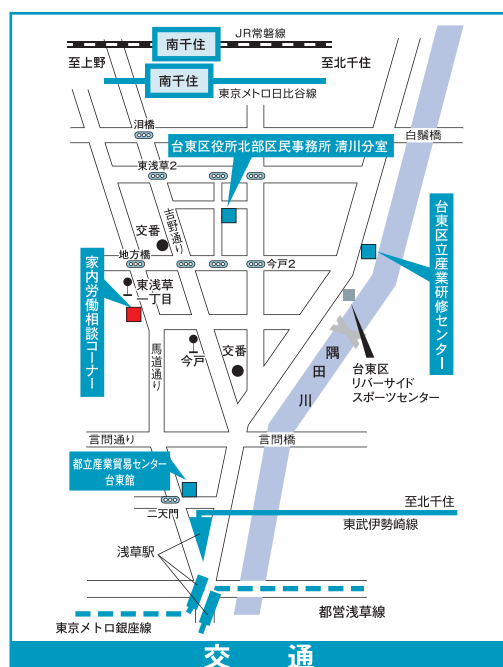 JR常磐線
南千住
至上野
至北千住
南千住
東京メトロ日比谷線
泪橋
白鬚橋
台東区役所北部区民事務所 清川分室
東浅草2
吉野通り
交番
台東区立産業研修センター
地方橋
今戸2
家内労働相談コーナー
東浅草
一丁目
馬道通り
今戸
交番
隅田川
台東区
リバーサイド
スポーツセンター
言問通り
言問橋
都立産業貿易センター
台東館
二天門
至北千住
東武伊勢崎線
浅草駅
都営浅草線
東京メトロ銀座線
交 通